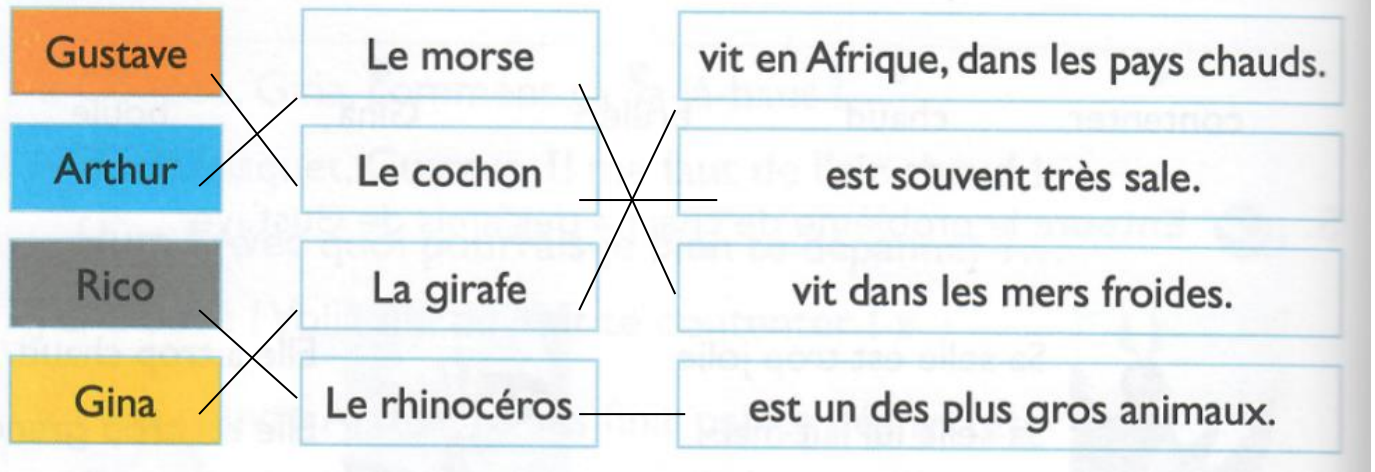 Gustave Le morse vit en Afrique, dans les pays chauds.
Arthur Le cochon est souvent très sale.
Rico La girafe vit dans les mers froides.
Gina Le rhinocéros est un des plus gros animaux.